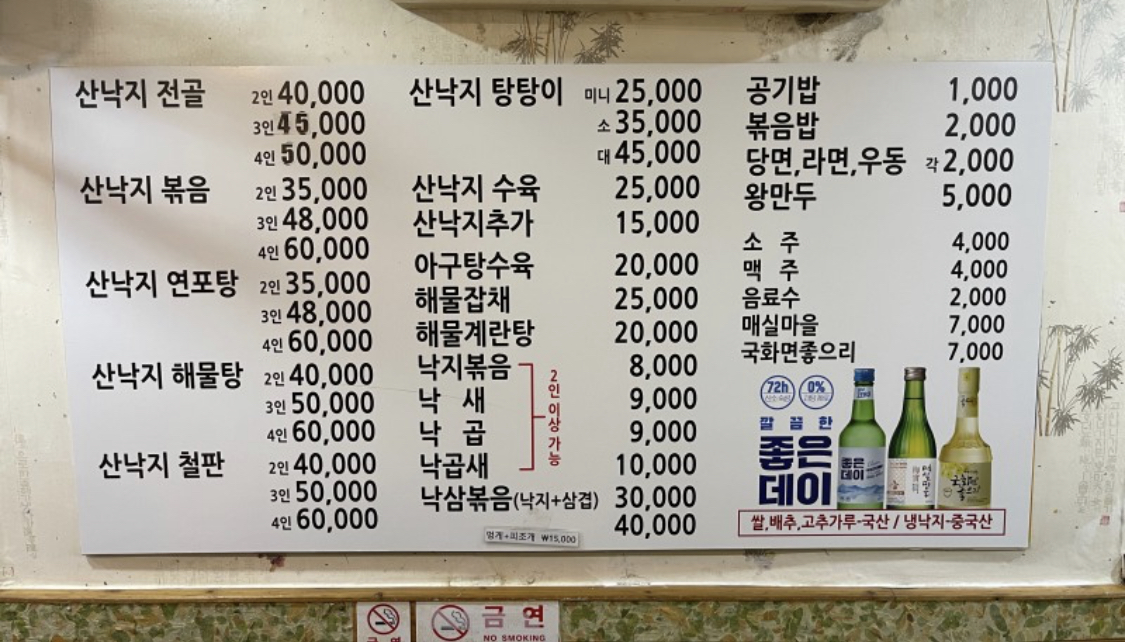 산낙지 전골 2인 40,000
3인 45,000
4인 50,000
산낙지 볶음 2인 35,000
3인 48,000
4인 60,000
산낙지 연포탕 2인 35,000
3인 48,000
4인 60,000
산낙지 해물탕 2인 40,000
3인 50,000
4인 60,000
산낙지 철판 2인 40,000
3인 50,000
4인 60,000
산낙지 탕탕이 미니 25,000
소 35,000
대 45,000
산낙지 수육 25,000
산낙지추가 15,000
아구탕수육 20,000
해물잡채 25,000
해물계란탕 20,000
낙지볶음 8,000
낙 새 9,000
낙 곱 9,000
낙곱새 10,000
2인 이상 가능
낙삼볶음(낙지+삼겹) 30,000
40,000
멍게+피조개 ₩15,000
공기밥 1,000
볶음밥 2,000
당면,라면,우동 각 2,000
왕만두 5,000
소 주 4,000
맥 주 4,000
음료수 2,000
매실마을 7,000
국화면좋으리 7,000
72h
0%
깔끔한
좋은
데이
좋은
데이
쌀,배추,고추가루-국산 / 냉낙지-중국산
금연
금연
NO SMOKING